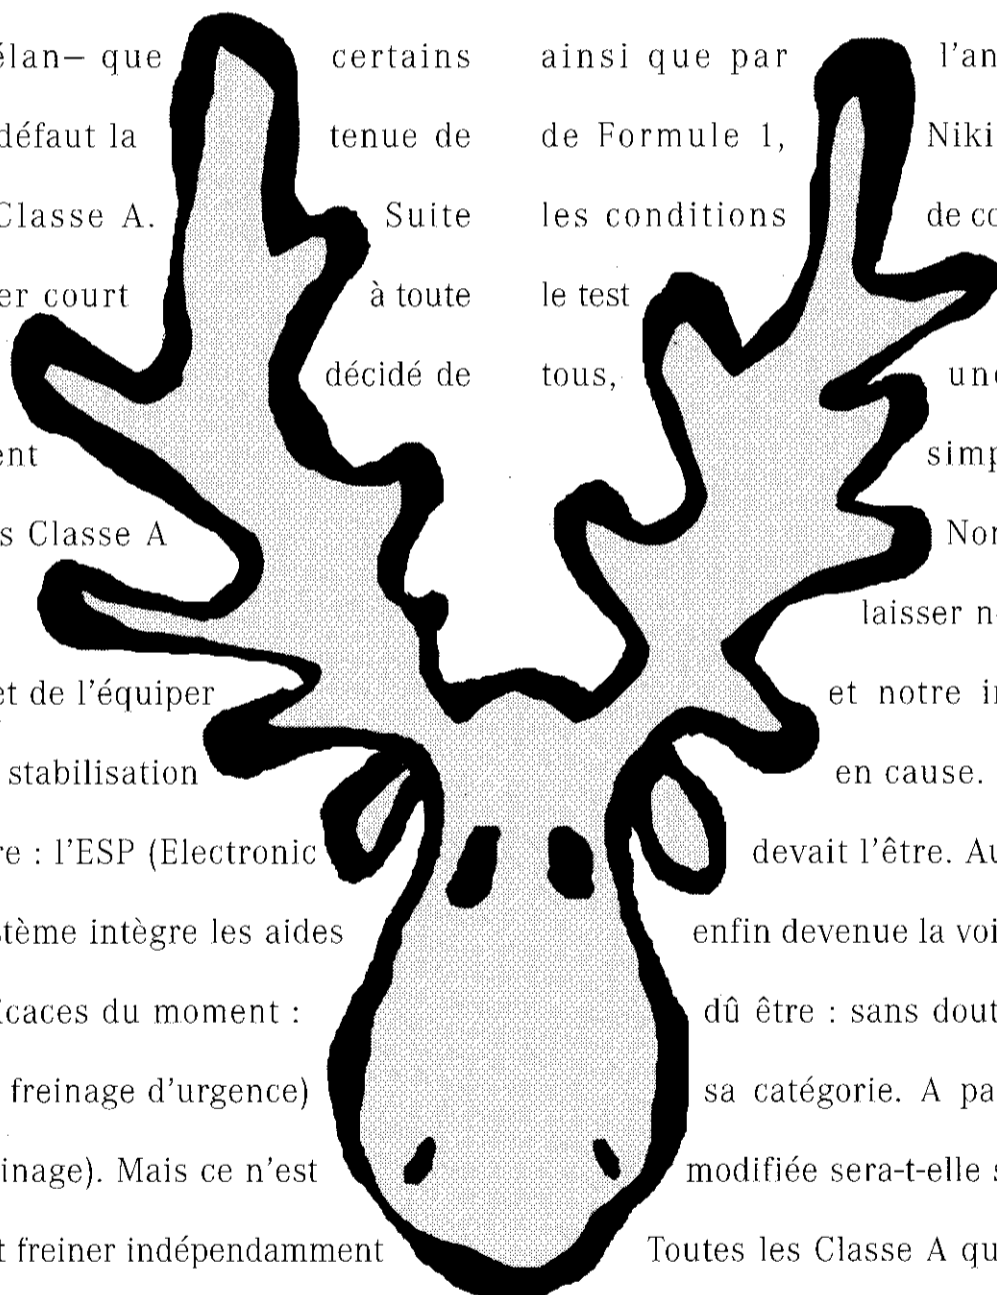 élan– que certains
défaut la tenue de
Classe A. Suite
er court à toute
décidé de
ent
s Classe A
et de l'équiper
stabilisation
re : l'ESP (Electronic
stème intègre les aides
caces du moment :
freinage d'urgence)
inage). Mais ce n'est
t freiner indépendamment
ainsi que par l'an
de Formule 1, Niki
les conditions de co
le test
tous, une
simp
Nor
laisser n
et notre in
en cause.
devait l'être. Au
enfin devenue la voi
dû être : sans dout
sa catégorie. A pa
modifiée sera-t-elle s
Toutes les Classe A qu